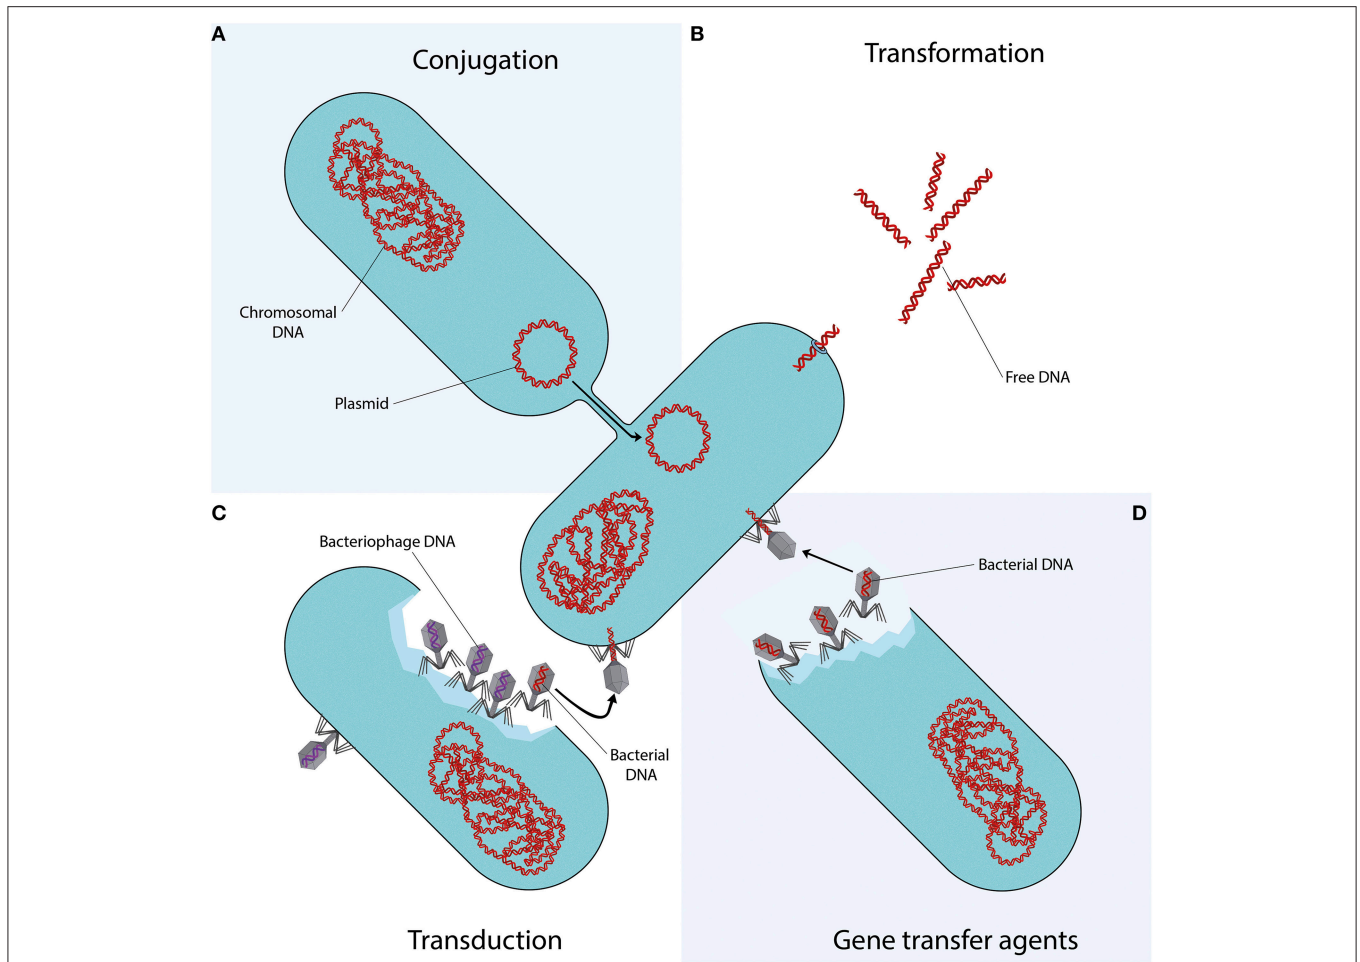 A
Conjugation
B
Transformation
Chromosomal
DNA
Plasmid
Free DNA
C
Bacteriophage DNA
D
Bacterial DNA
Bacterial
DNA
Transduction
Gene transfer agents